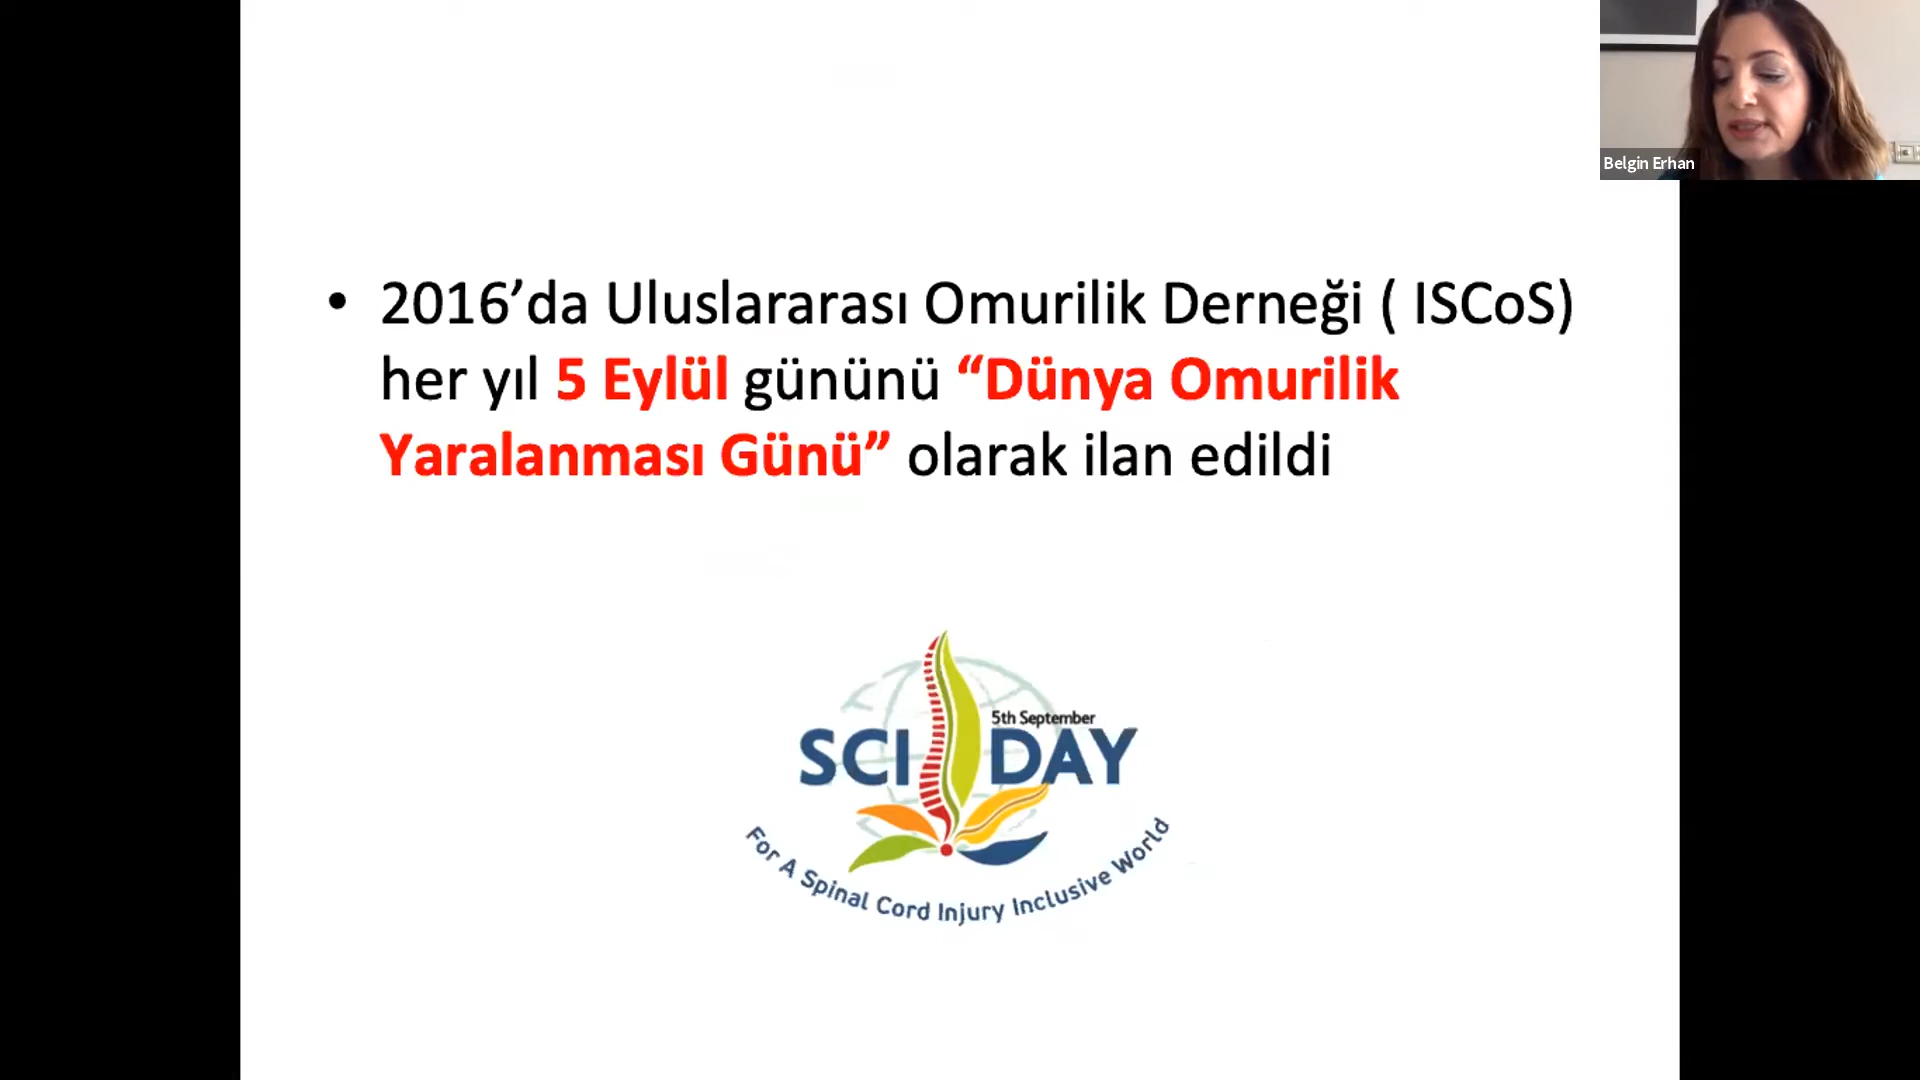 Belgin Erhan
• 2016’da Uluslararası Omurilik Derneği ( ISCoS)
her yıl 5 Eylül gününü “Dünya Omurilik
Yaralanması Günü” olarak ilan edildi
5th September
SCI DAY
For A Spinal Cord Injury Inclusive World